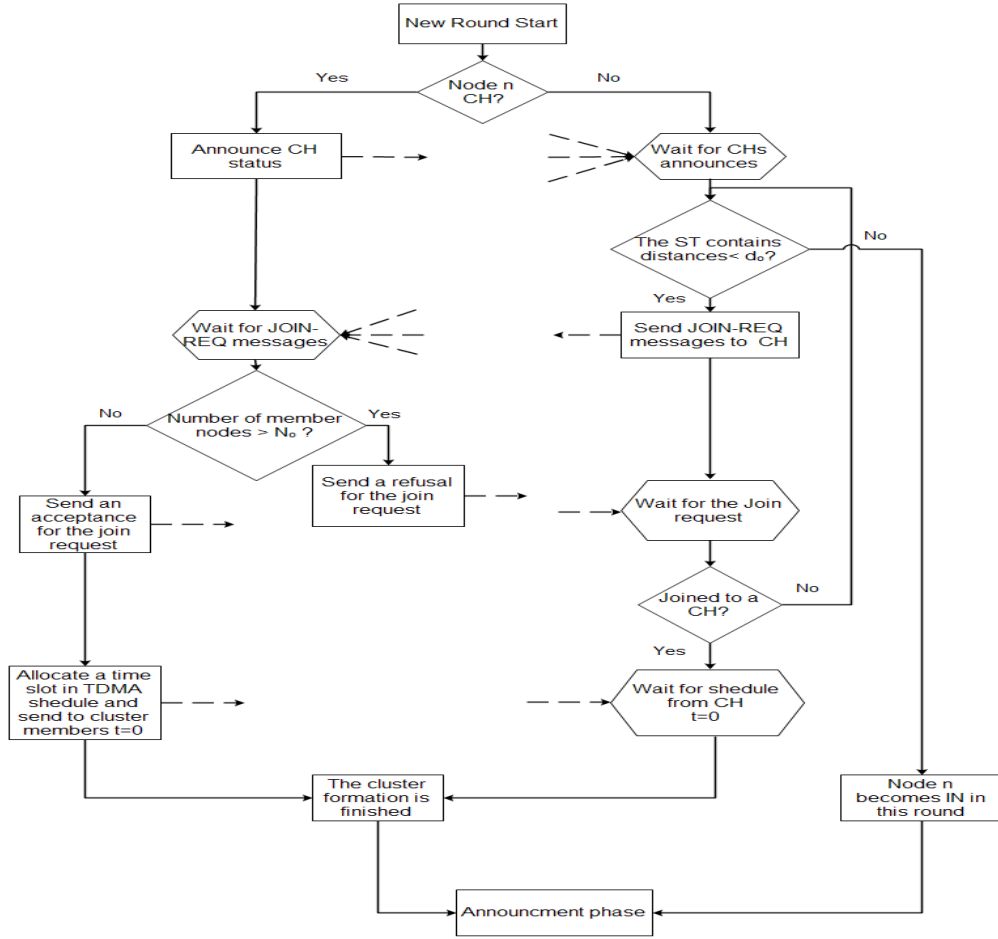 New Round Start
Yes
No
Node n
CH?
Announce CH
status
Wait for CHs
announces
The ST contains
distances< dₒ?
No
Yes
Wait for JOIN-
REQ messages
Send JOIN-REQ
messages to CH
No
Number of member
nodes > Nₒ ?
Yes
Send a refusal
for the join
request
Send an
acceptance
for the join
request
Wait for the Join
request
Joined to a
CH?
No
Yes
Allocate a time
slot in TDMA
shedule and
send to cluster
members t=0
Wait for shedule
from CH
t=0
The cluster
formation is
finished
Node n
becomes IN in
this round
Announcment phase